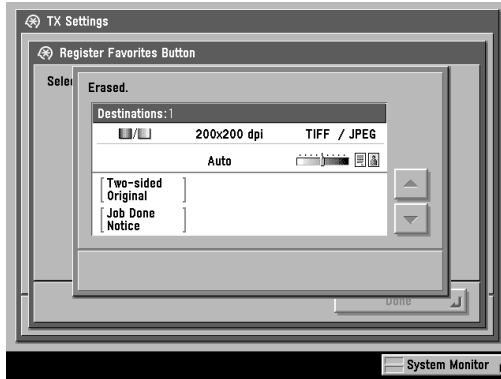 TX Settings
Register Favorites Button
Selec
Erased.
Destinations:1
200x200 dpi TIFF / JPEG
Auto
[Two-sided Original]
[Job Done Notice]
Done
System Monitor